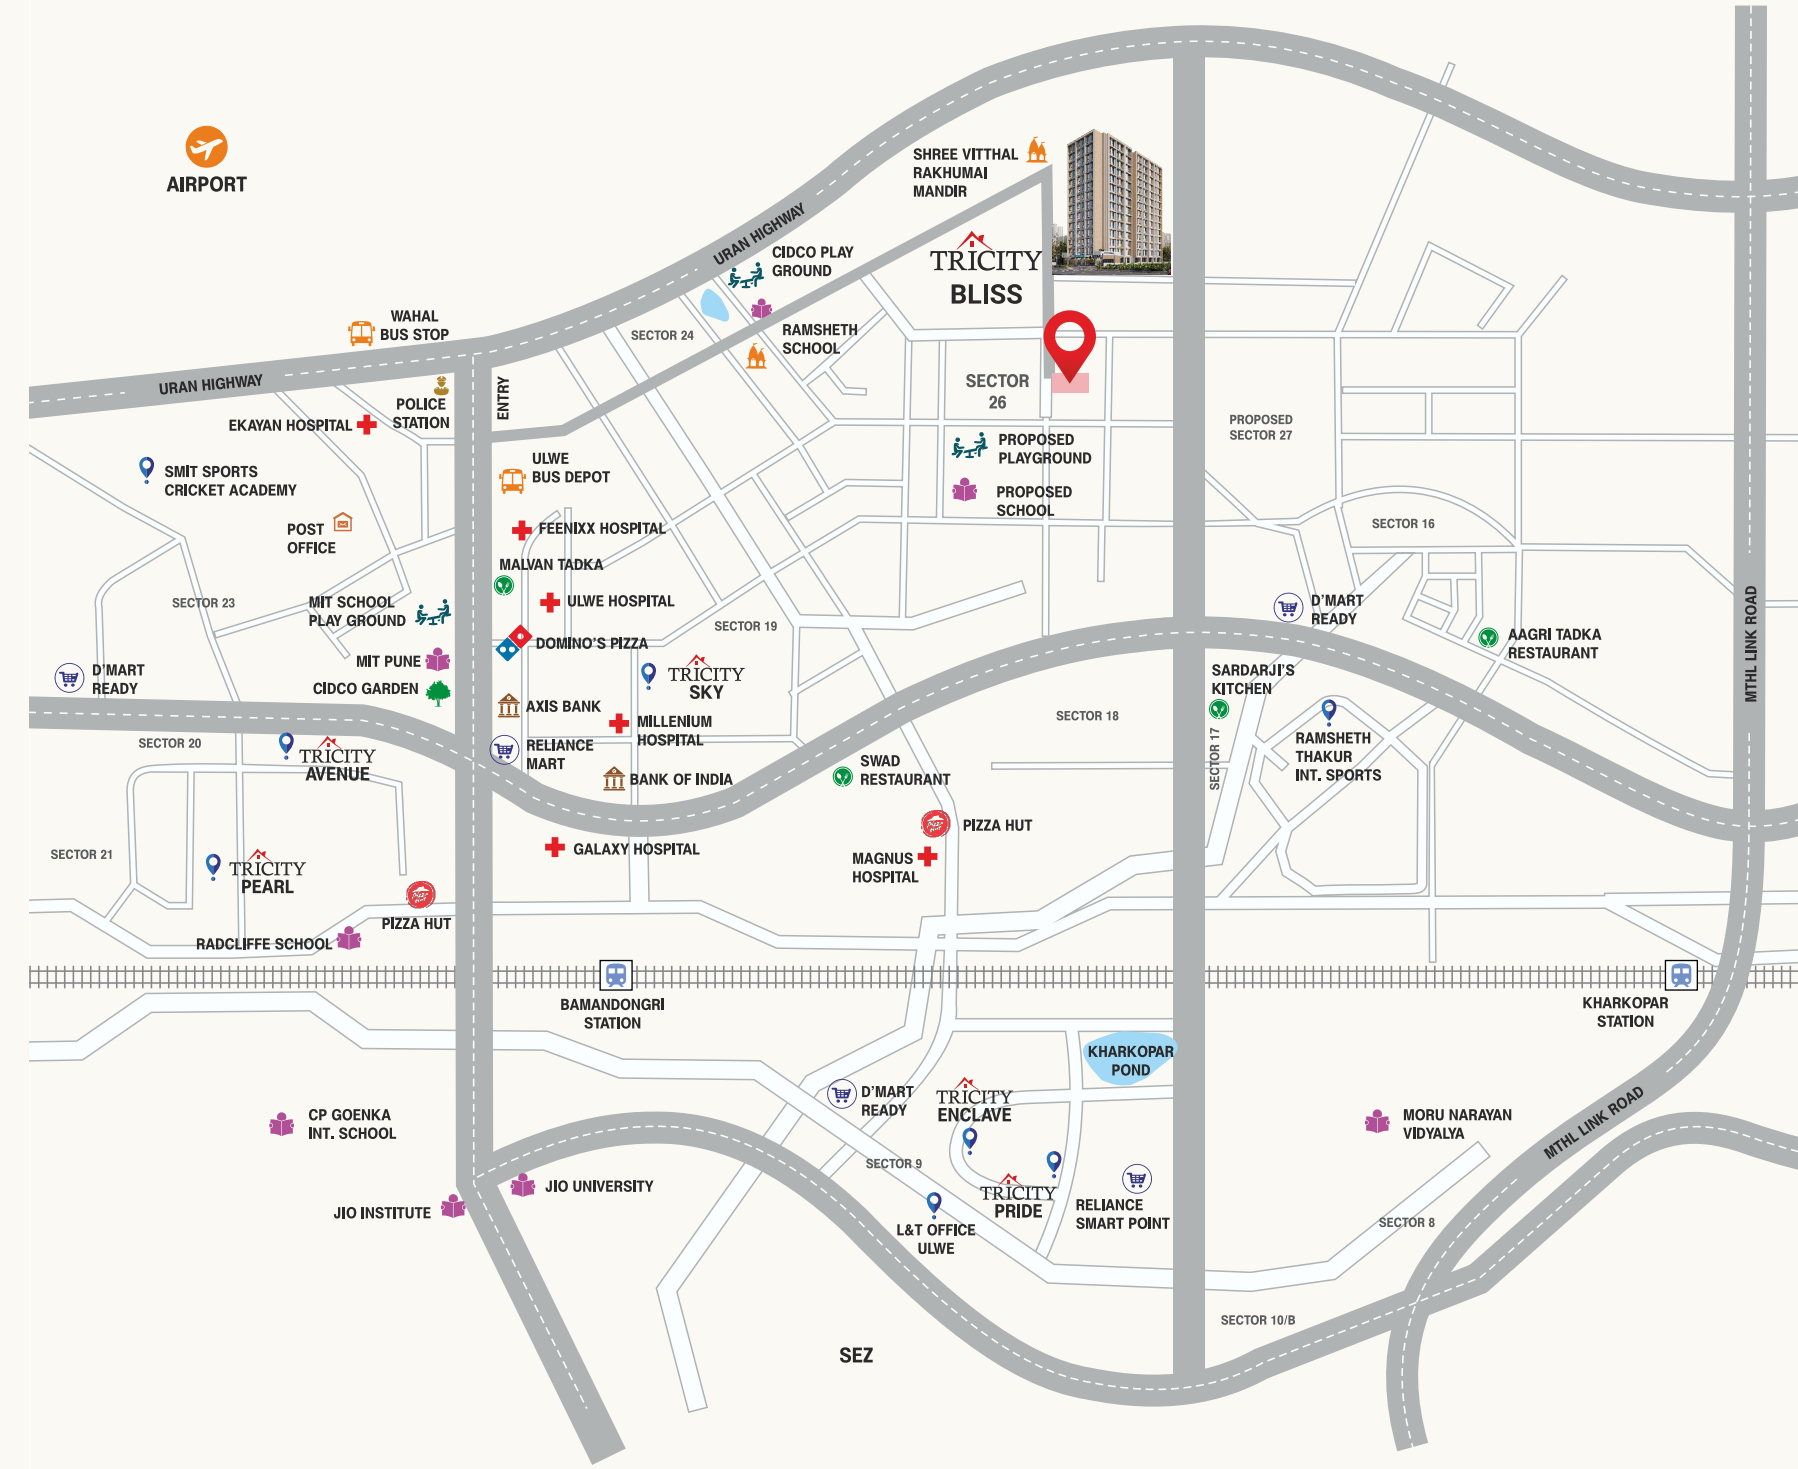 AIRPORT
SHREE VITTHAL
RAKHUMAI
MANDIR
URAN HIGHWAY
CIDCO PLAY
GROUND
TRICITY
BLISS
WAHAL
BUS STOP
SECTOR 24
RAMSHETH
SCHOOL
URAN HIGHWAY
ENTRY
POLICE
STATION
EKAYAN HOSPITAL
SECTOR
26
PROPOSED
SECTOR 27
PROPOSED
PLAYGROUND
PROPOSED
SCHOOL
SMIT SPORTS
CRICKET ACADEMY
ULWE
BUS DEPOT
POST
OFFICE
FEENIXX HOSPITAL
SECTOR 16
MALVAN TADKA
SECTOR 23
MIT SCHOOL
PLAY GROUND
ULWE HOSPITAL
D'MART
READY
MTHL LINK ROAD
SECTOR 19
DOMINO'S PIZZA
AAGRI TADKA
RESTAURANT
MIT PUNE
D'MART
READY
CIDCO GARDEN
TRICITY
SKY
SARDARJI'S
KITCHEN
AXIS BANK
MILLENIUM
HOSPITAL
SECTOR 18
SECTOR 17
SECTOR 20
TRICITY
AVENUE
RELIANCE
MART
BANK OF INDIA
SWAD
RESTAURANT
RAMSHETH
THAKUR
INT. SPORTS
PIZZA HUT
SECTOR 21
TRICITY
PEARL
GALAXY HOSPITAL
MAGNUS
HOSPITAL
PIZZA HUT
RADCLIFFE SCHOOL
BAMANDONGRI
STATION
KHARKOPAR
STATION
KHARKOPAR
POND
D'MART
READY
TRICITY
ENCLAVE
CP GOENKA
INT. SCHOOL
MORU NARAYAN
VIDYALYA
MTHL LINK ROAD
SECTOR 9
JIO UNIVERSITY
JIO INSTITUTE
TRICITY
PRIDE
RELIANCE
SMART POINT
L&T OFFICE
ULWE
SECTOR 8
SECTOR 10/B
SEZ